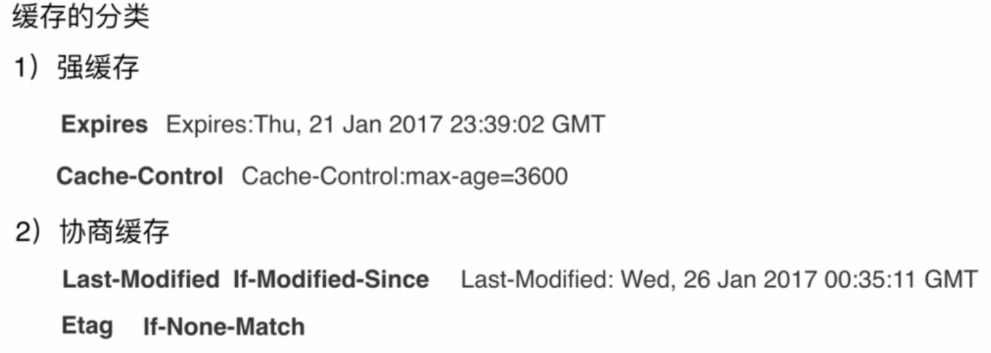 缓存的分类
1）强缓存
Expires Expires:Thu, 21 Jan 2017 23:39:02 GMT
Cache-Control Cache-Control:max-age=3600
2）协商缓存
Last-Modified If-Modified-Since Last-Modified: Wed, 26 Jan 2017 00:35:11 GMT
Etag If-None-Match